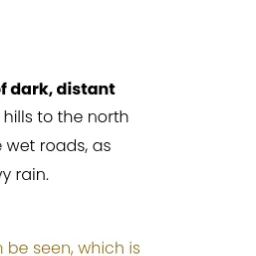 f dark, distant
hills to the north
wet roads, as
y rain.
be seen, which is